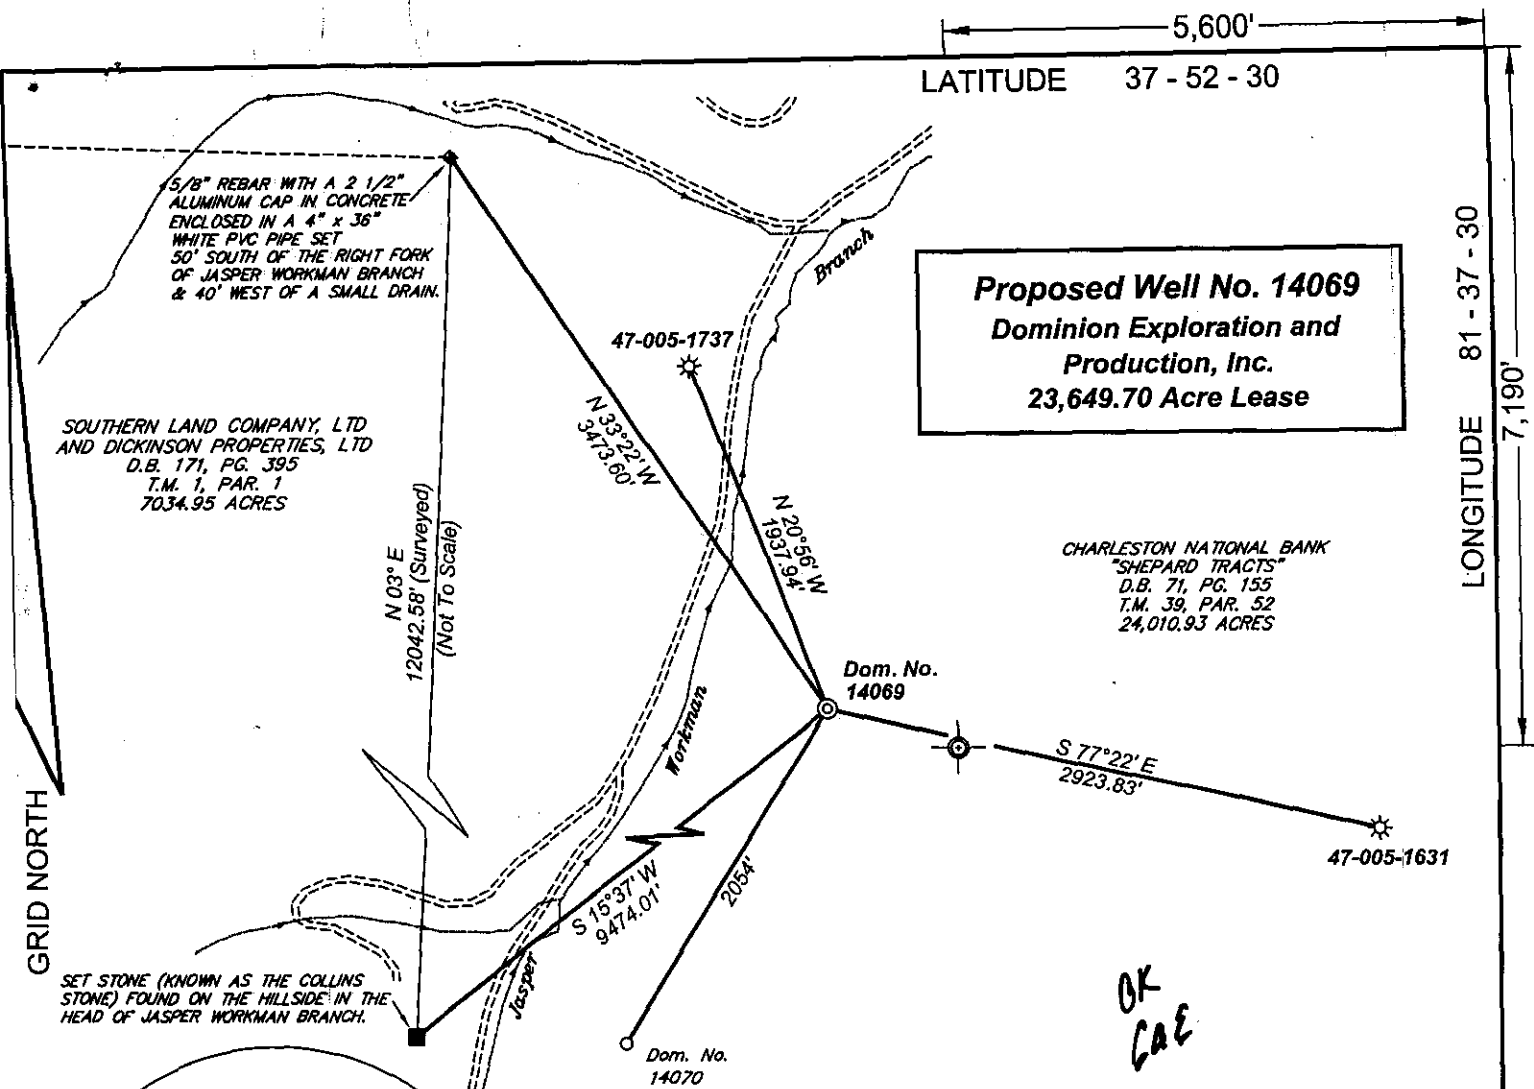 5,600'
LATITUDE 37 - 52 - 30
5/8" REBAR WITH A 2 1/2"
ALUMINUM CAP IN CONCRETE
ENCLOSED IN A 4" x 36"
WHITE PVC PIPE SET
50' SOUTH OF THE RIGHT FORK
OF JASPER WORKMAN BRANCH
& 40' WEST OF A SMALL DRAIN.
Branch
Proposed Well No. 14069
Dominion Exploration and
Production, Inc.
23,649.70 Acre Lease
LONGITUDE 81 - 37 - 30
7,190'
47-005-1737
N 33°22' W
3473.60'
SOUTHERN LAND COMPANY, LTD
AND DICKINSON PROPERTIES, LTD
D.B. 171, PG. 395
T.M. 1, PAR. 1
7034.95 ACRES
N 03° E
12042.58' (Surveyed)
(Not To Scale)
N 20°56' W
1937.94'
CHARLESTON NATIONAL BANK
"SHEPARD TRACTS"
D.B. 71, PG. 155
T.M. 39, PAR. 52
24,010.93 ACRES
Dom. No.
14069
Workman
S 77°22' E
2923.83'
47-005-1631
GRID NORTH
S 15°37' W
9474.01'
2054'
SET STONE (KNOWN AS THE COLLINS
STONE) FOUND ON THE HILLSIDE IN THE
HEAD OF JASPER WORKMAN BRANCH.
Jasper
Dom. No.
14070
OK